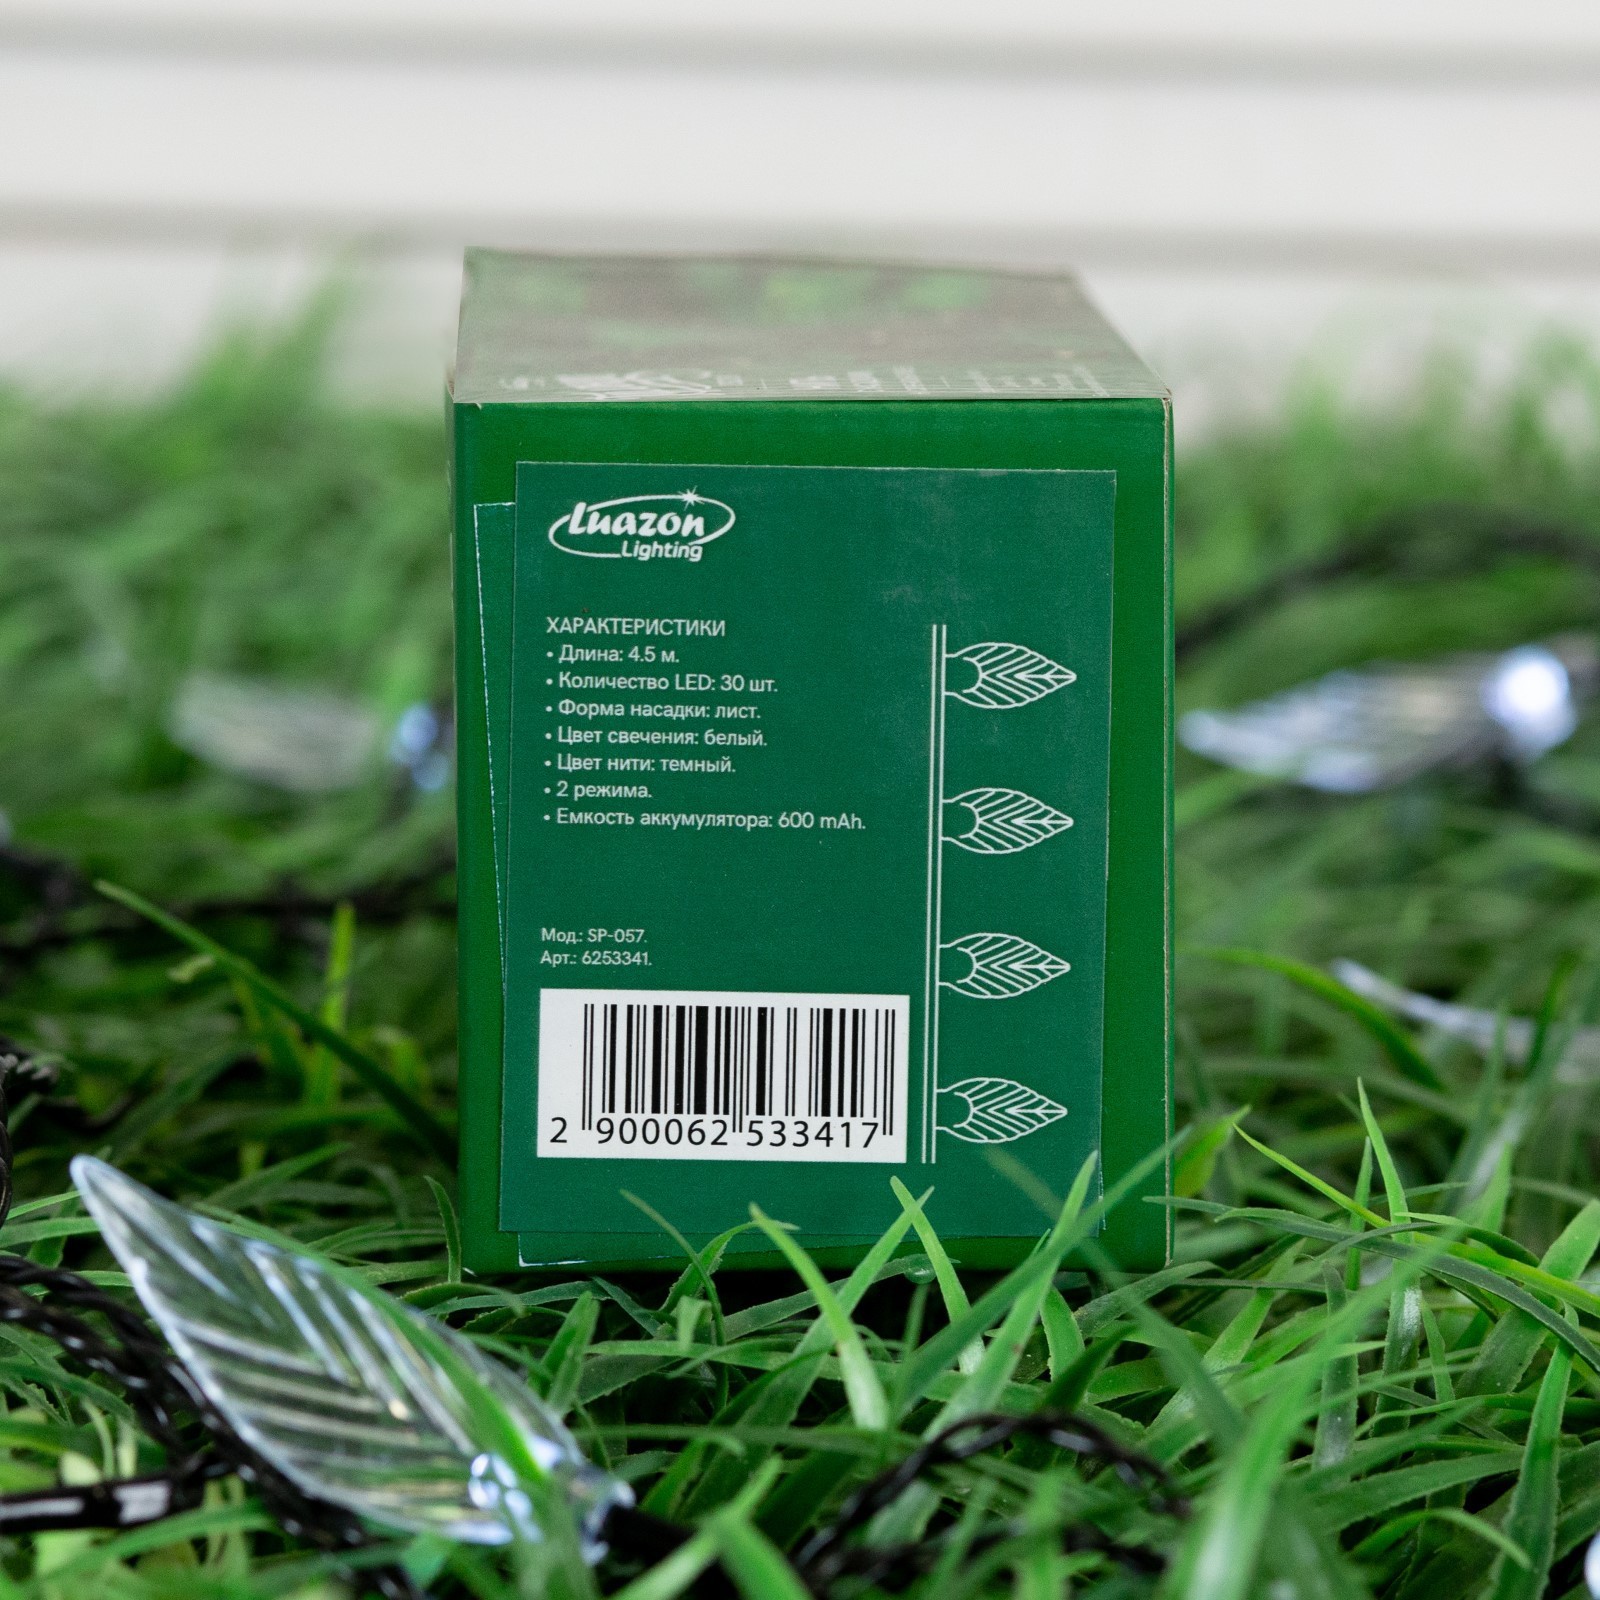 Luazon
Lighting
ХАРАКТЕРИСТИКИ
• Длина: 4.5 м.
• Количество LED: 30 шт.
• Форма насадки: лист.
• Цвет свечения: белый.
• Цвет нити: темный.
• 2 режима.
• Емкость аккумулятора: 600 mAh.
Мод.: SP-057.
Арт.: 6253341.
2 900062 533417